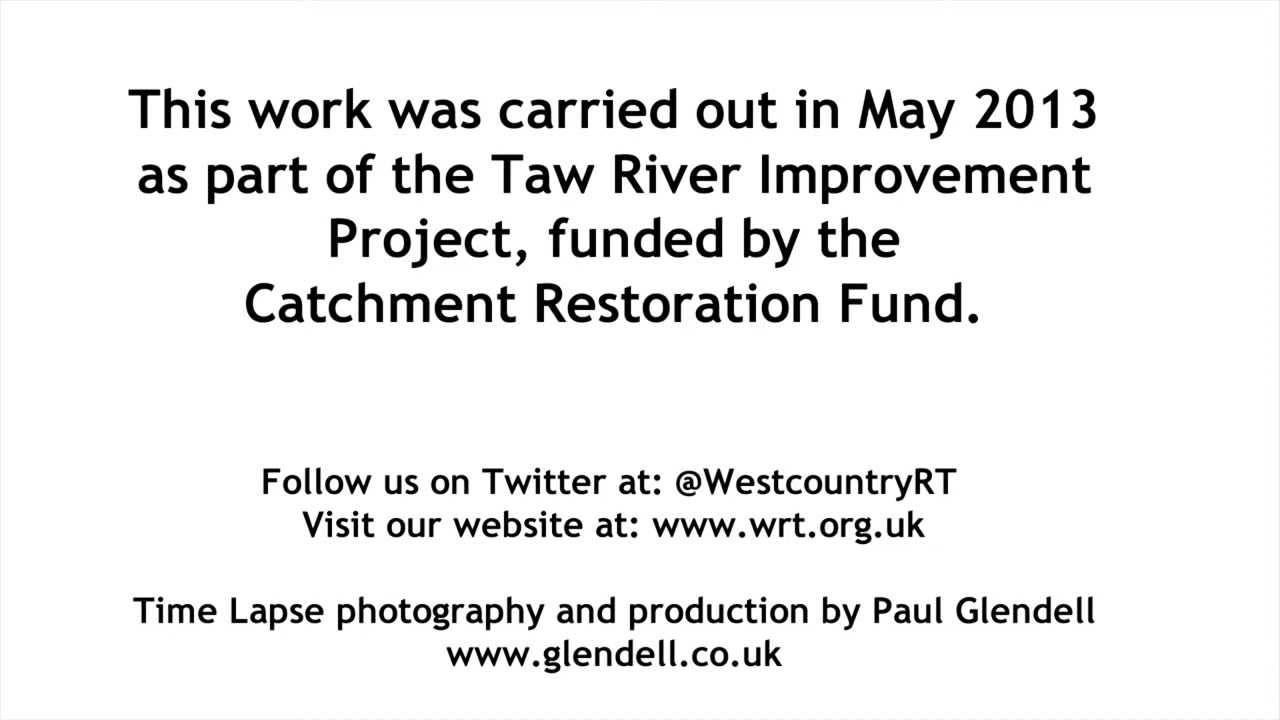 This work was carried out in May 2013
as part of the Taw River Improvement
Project, funded by the
Catchment Restoration Fund.
Follow us on Twitter at: @WestcountryRT
Visit our website at: www.wrt.org.uk
Time Lapse photography and production by Paul Glendell
www.glendell.co.uk